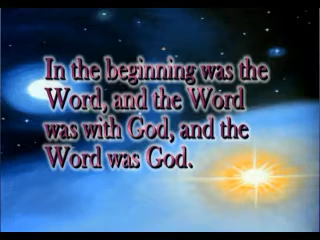 In the beginning was the
Word, and the Word
was with God, and the
Word was God.